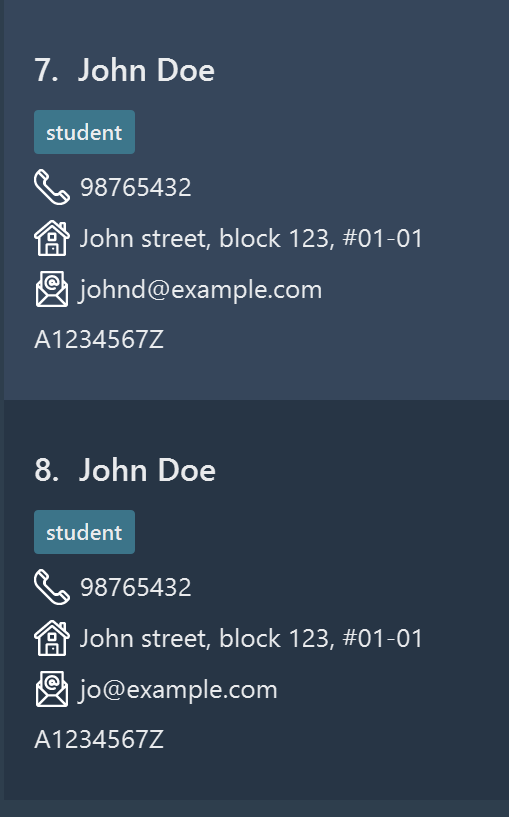 7. John Doe
student
98765432
John street, block 123, #01-01
johnd@example.com
A1234567Z
8. John Doe
student
98765432
John street, block 123, #01-01
jo@example.com
A1234567Z